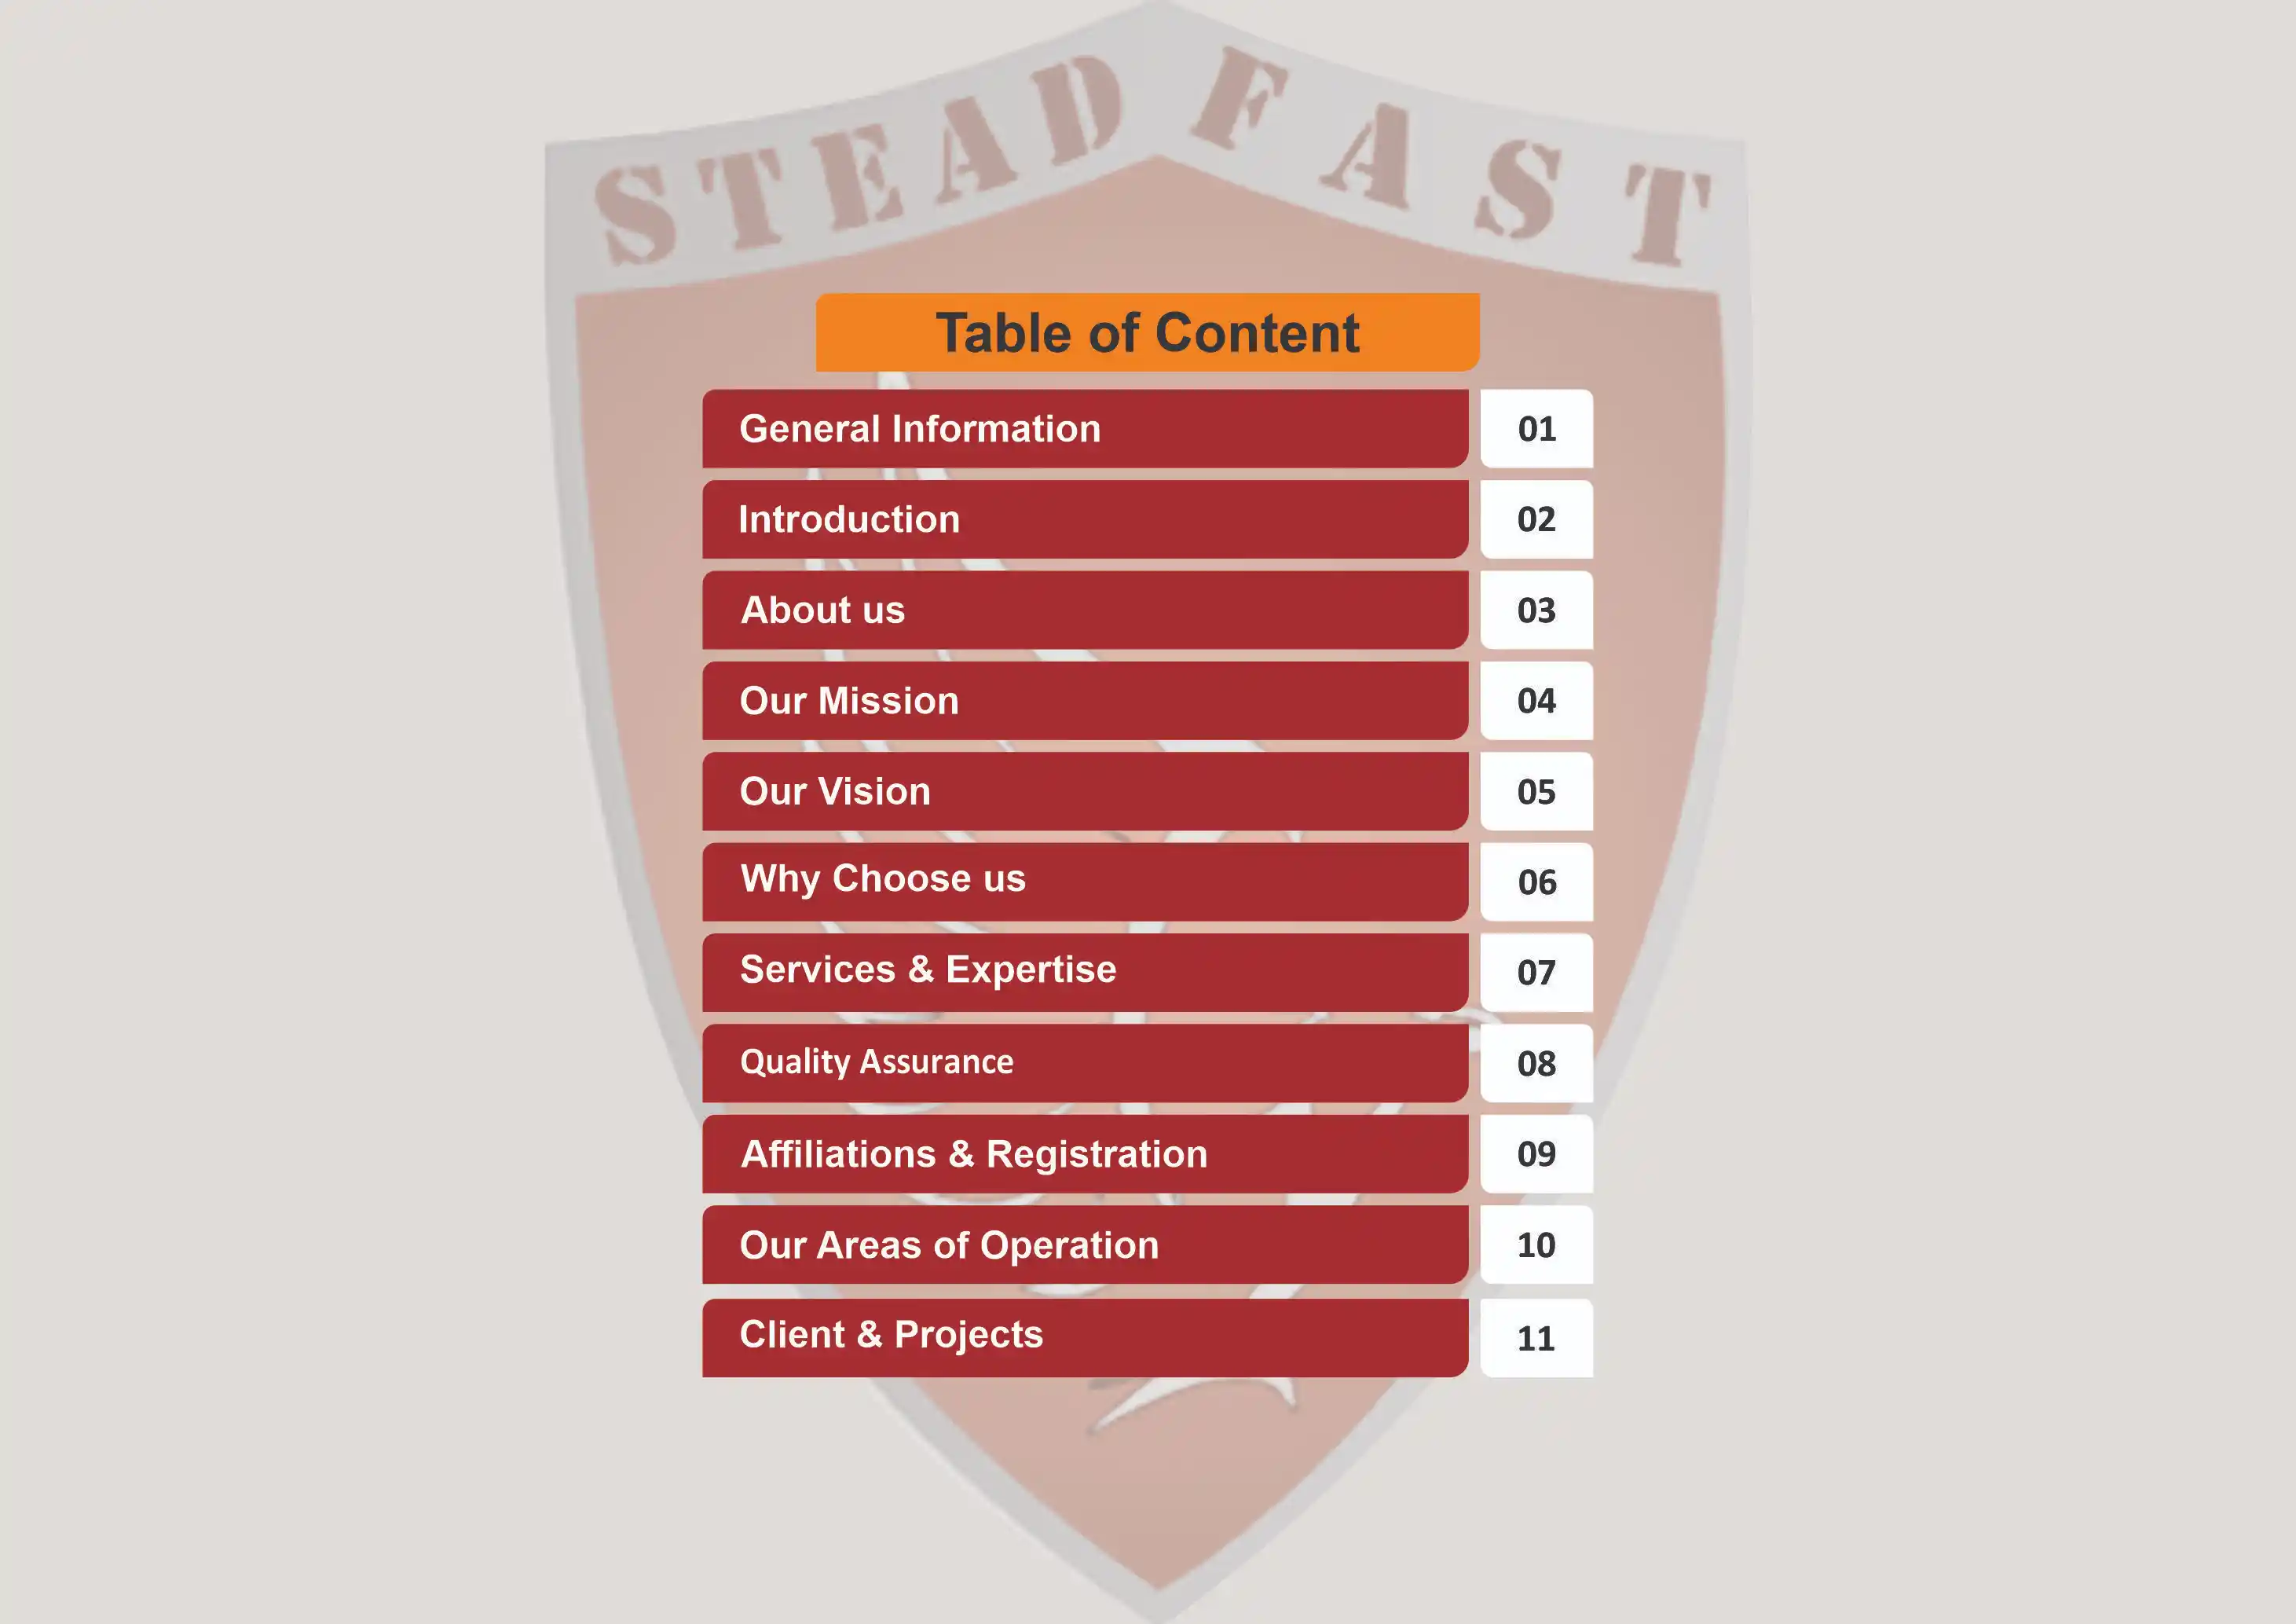 STEAD FAST
Table of Content
General Information 01
Introduction 02
About us 03
Our Mission 04
Our Vision 05
Why Choose us 06
Services & Expertise 07
Quality Assurance 08
Affiliations & Registration 09
Our Areas of Operation 10
Client & Projects 11